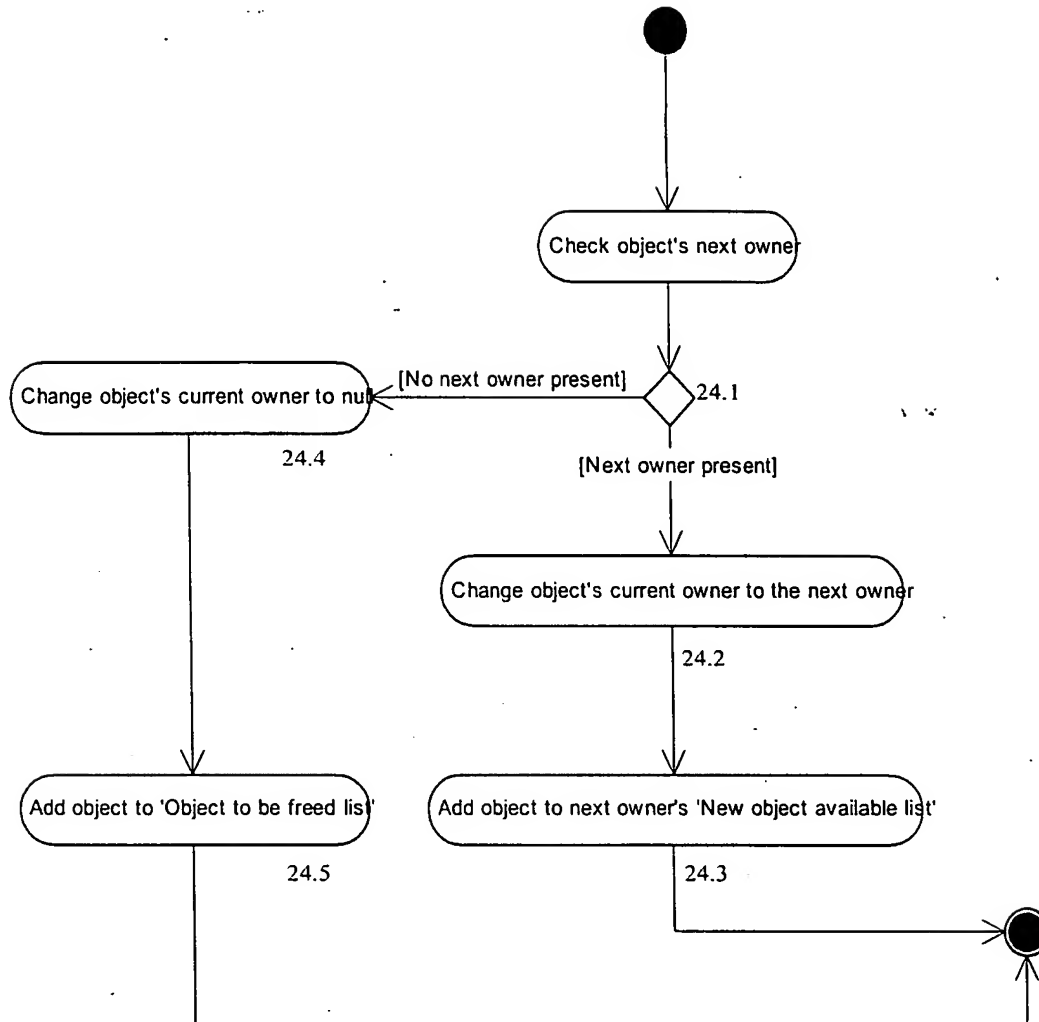 Check object's next owner
[No next owner present]
24.1
Change object's current owner to null
24.4
[Next owner present]
Change object's current owner to the next owner
24.2
Add object to 'Object to be freed list'
24.5
Add object to next owner's 'New object available list'
24.3